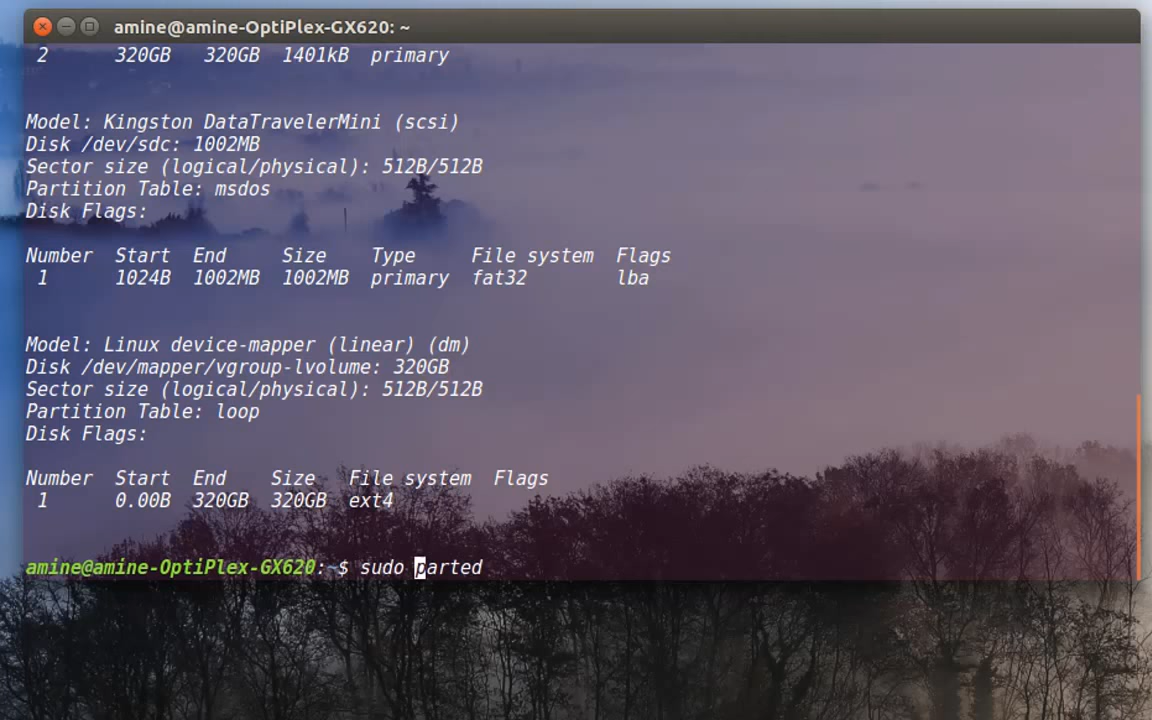 amine@amine-OptiPlex-GX620: ~
2 320GB 320GB 1401kB primary
Model: Kingston DataTravelerMini (scsi)
Disk /dev/sdc: 1002MB
Sector size (logical/physical): 512B/512B
Partition Table: msdos
Disk Flags:
Number Start End Size Type File system Flags
1 1024B 1002MB 1002MB primary fat32 lba
Model: Linux device-mapper (linear) (dm)
Disk /dev/mapper/vgroup-lvolume: 320GB
Sector size (logical/physical): 512B/512B
Partition Table: loop
Disk Flags:
Number Start End Size File system Flags
1 0.00B 320GB 320GB ext4
amine@amine-OptiPlex-GX620:~$ sudo parted